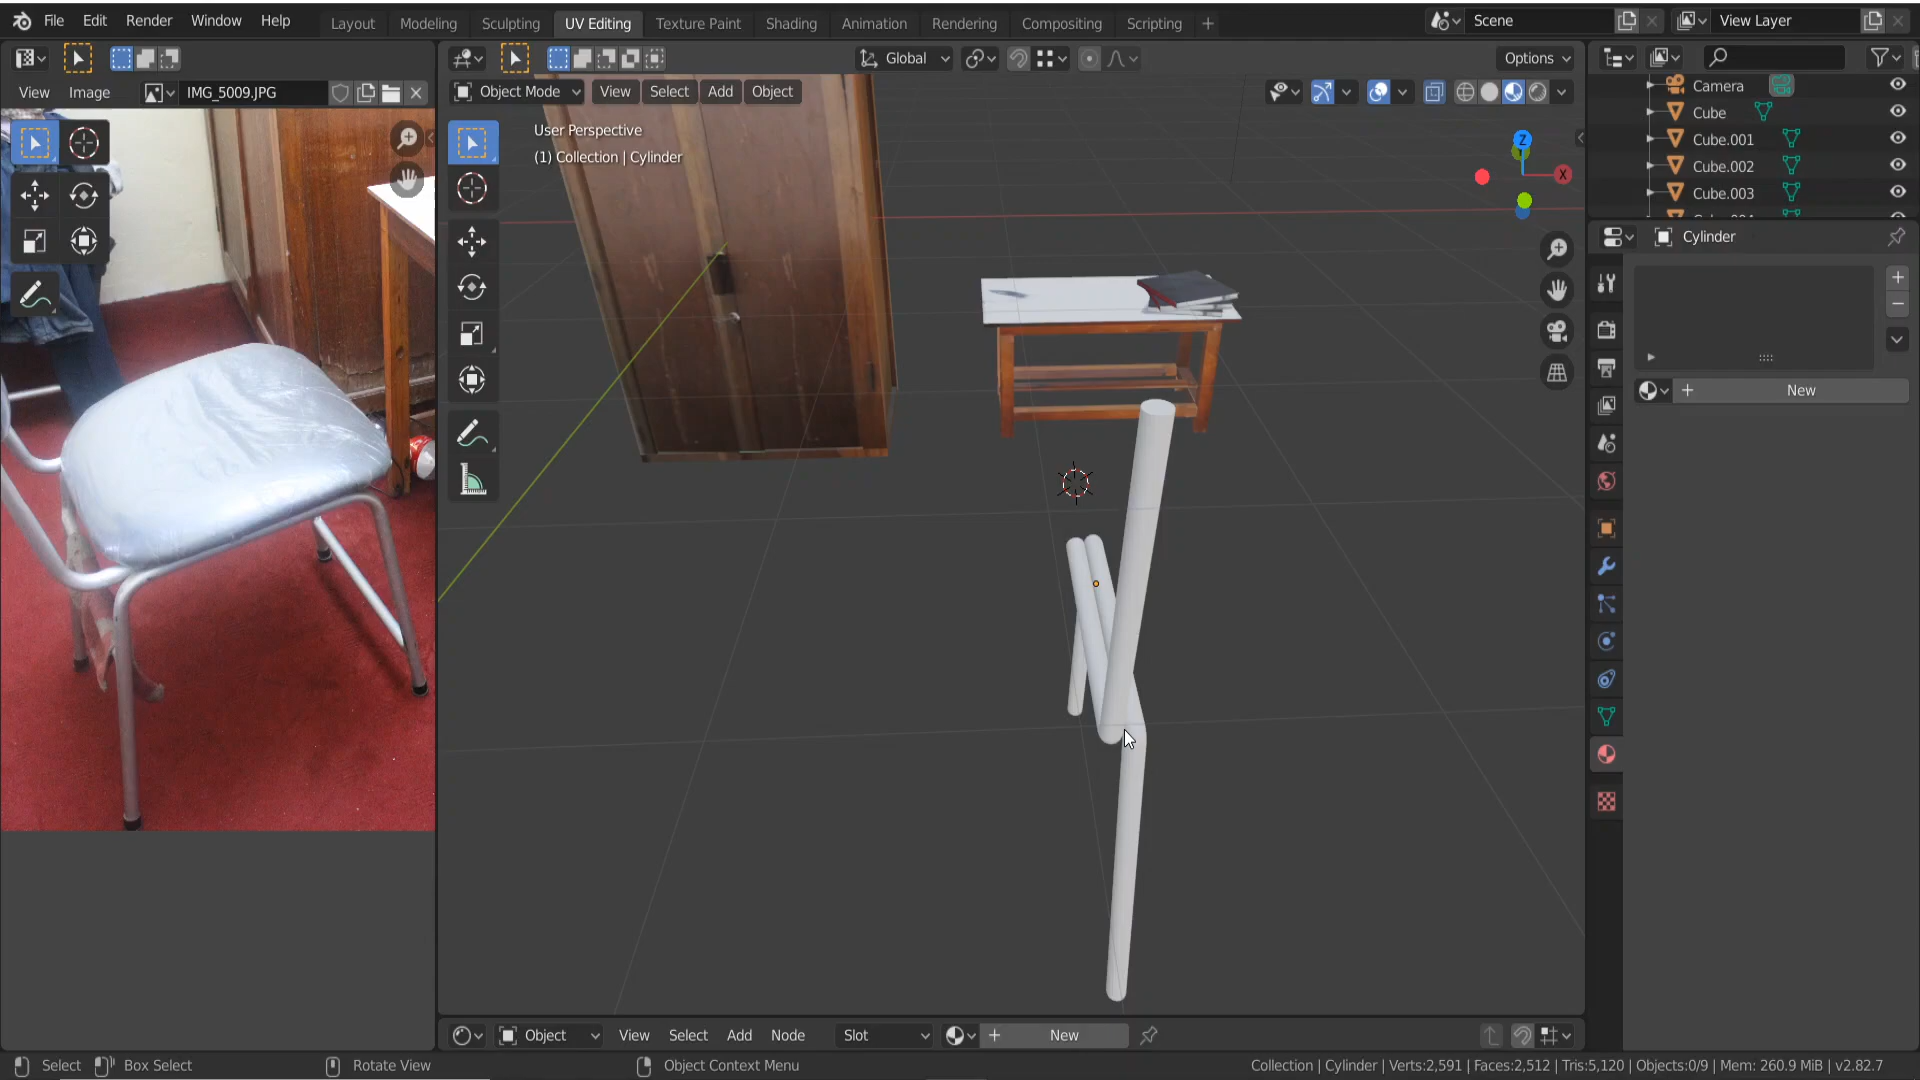 File Edit Render Window Help
Layout Modeling Sculpting UV Editing Texture Paint Shading Animation Rendering Compositing Scripting +
Scene
View Layer
Global
Options
View Image IMG_5009.JPG
Object Mode View Select Add Object
User Perspective
(1) Collection | Cylinder
Z
X
Camera
Cube
Cube.001
Cube.002
Cube.003
Cylinder
New
Object View Select Add Node Slot New
Select Box Select Rotate View Object Context Menu
Collection | Cylinder | Verts:2,591 | Faces:2,512 | Tris:5,120 | Objects:0/9 | Mem: 260.9 MiB | v2.82.7